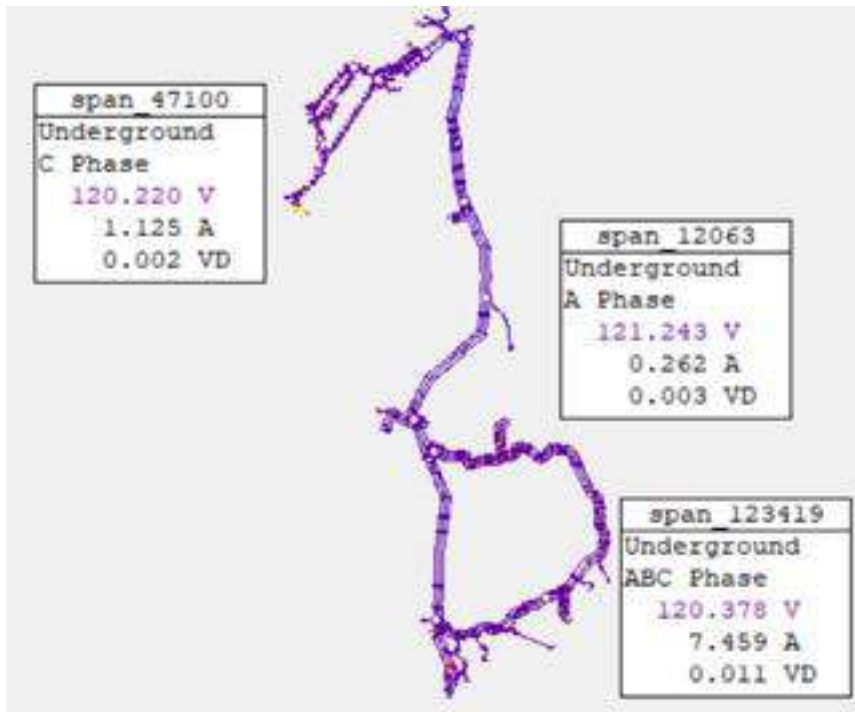 span_47100
Underground
C Phase
120.220 V
1.125 A
0.002 VD
span_12063
Underground
A Phase
121.243 V
0.262 A
0.003 VD
span_123419
Underground
ABC Phase
120.378 V
7.459 A
0.011 VD